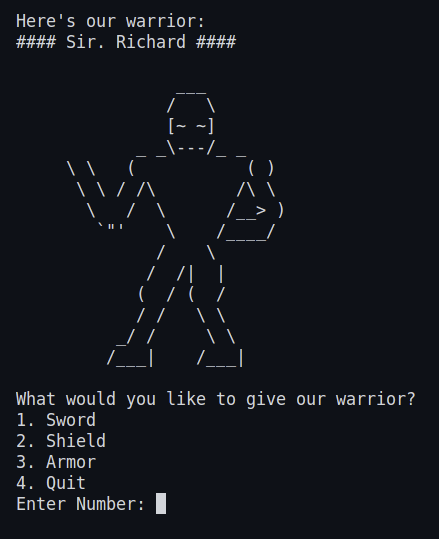 Here's our warrior:
#### Sir. Richard ####
What would you like to give our warrior?
1. Sword
2. Shield
3. Armor
4. Quit
Enter Number: